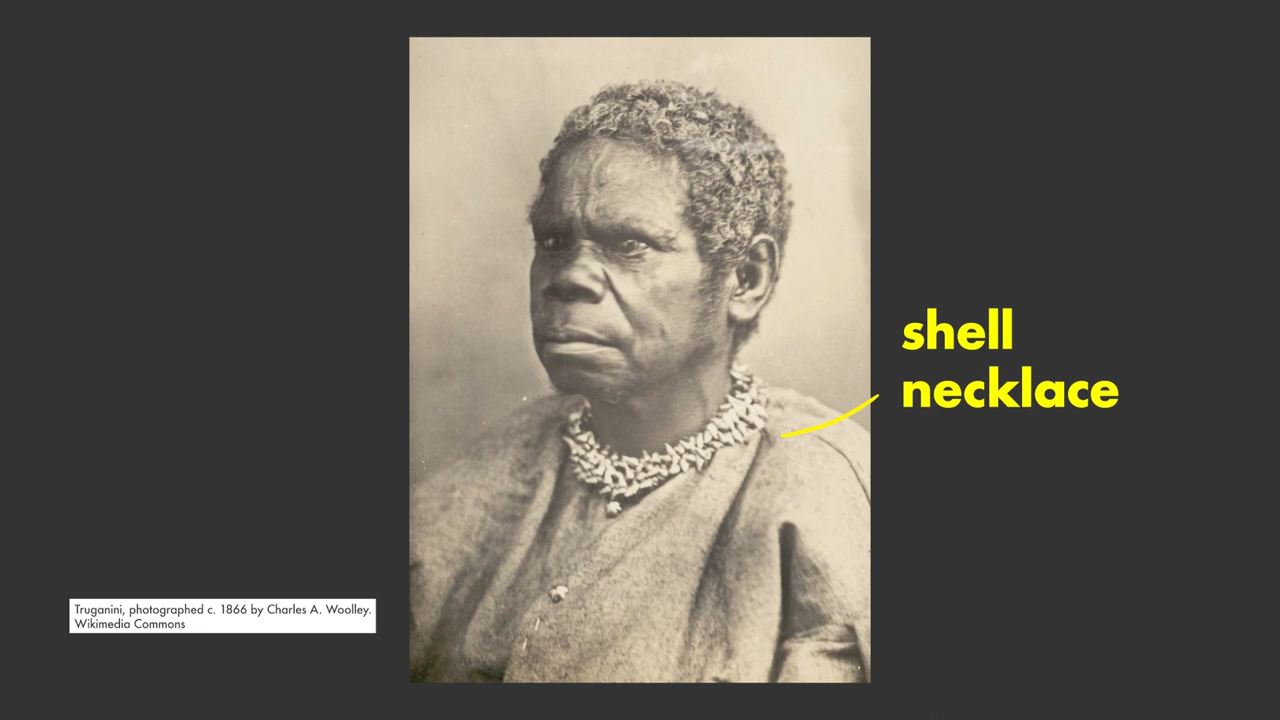 shell
necklace
Truganini, photographed c. 1866 by Charles A. Woolley.
Wikimedia Commons